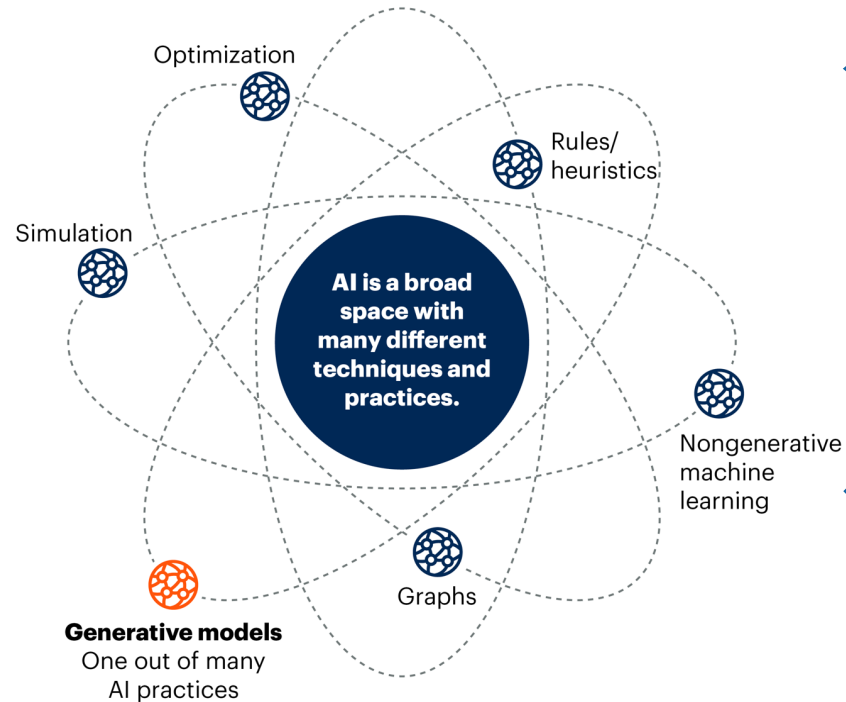 Optimization
Rules/
heuristics
Simulation
AI is a broad
space with
many different
techniques and
practices.
Nongenerative
machine
learning
Graphs
Generative models
One out of many
AI practices